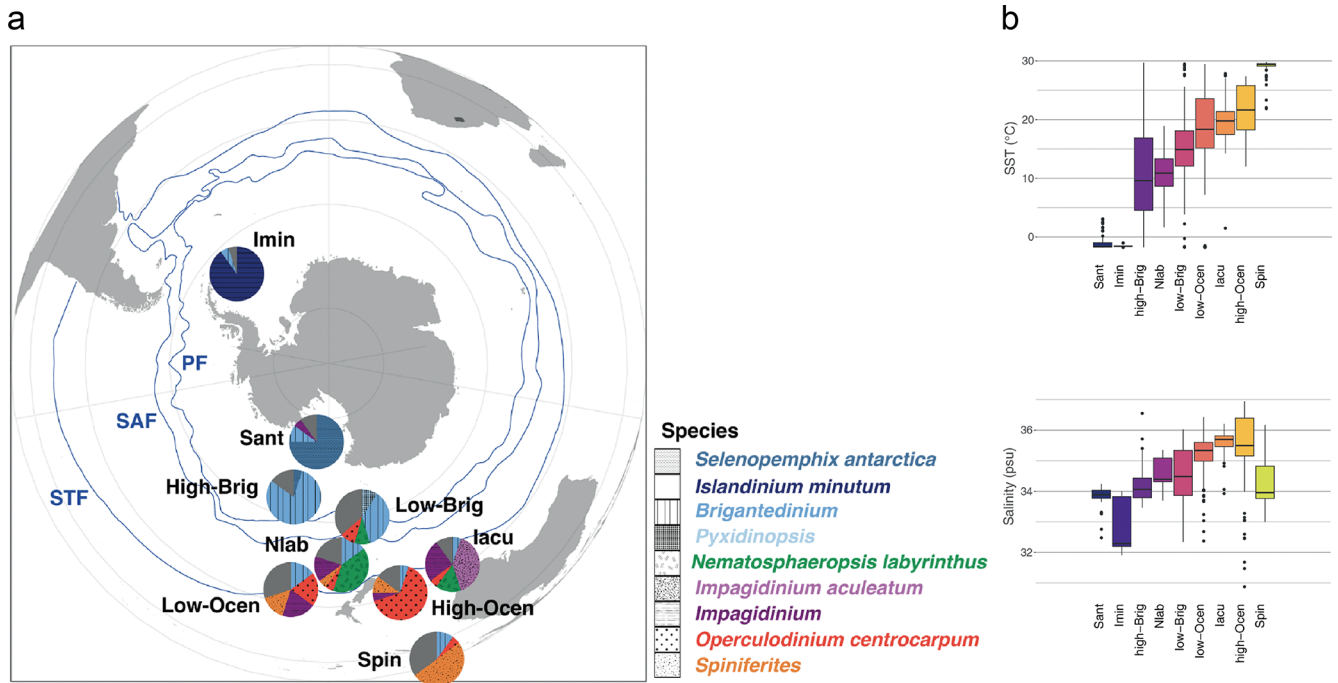 a
Imin
PF
SAF
STF
Sant
High-Brig
Low-Brig
Nlab
Iacu
Low-Ocen
High-Ocen
Spin
Species
Selenopemphix antarctica
Islandinium minutum
Brigantedinium
Pyxidinopsis
Nematosphaeropsis labyrinthus
Impagidinium aculeatum
Impagidinium
Operculodinium centrocarpum
Spiniferites
b
30
20
10
0
SST (°C)
Sant
Imin
high-Brig
Nlab
low-Brig
low-Ocen
Iacu
high-Ocen
Spin
36
34
32
Salinity (psu)
Sant
Imin
high-Brig
Nlab
low-Brig
low-Ocen
Iacu
high-Ocen
Spin